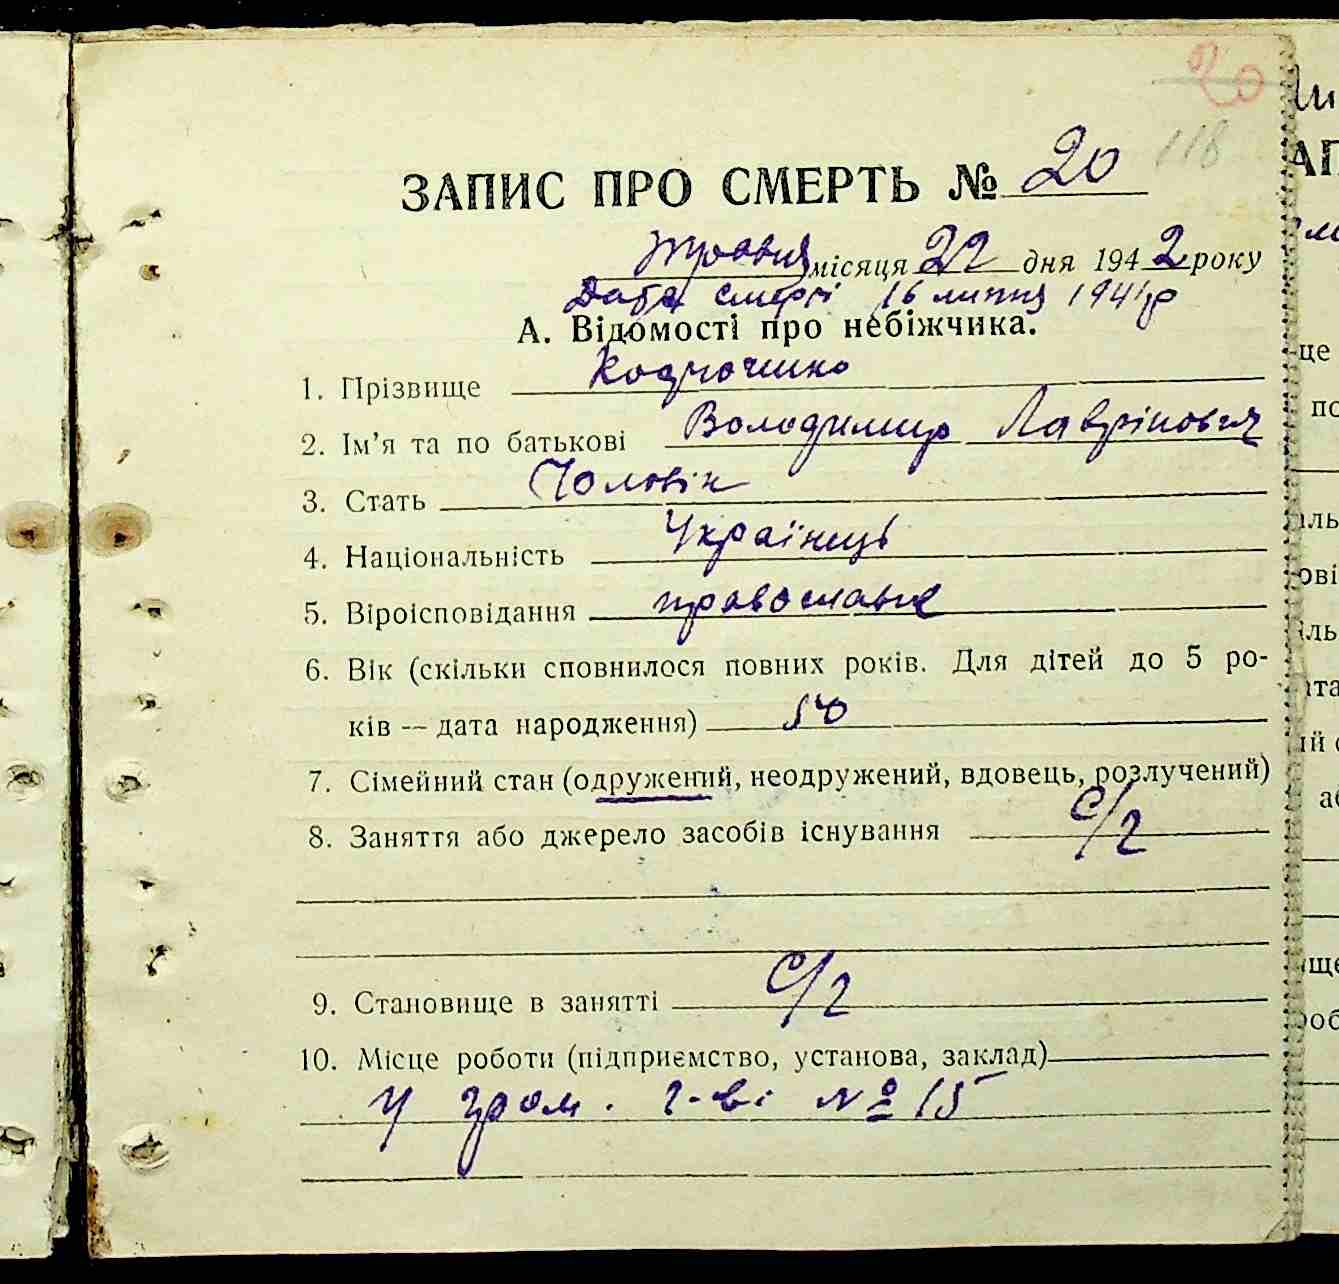 20
118
ЗАПИС ПРО СМЕРТЬ № 20
Травня місяця 22 дня 1942 року
Дата смерті 16 липня 1941р
А. Відомості про небіжчика.
1. Прізвище
2. Ім’я та по батькові Володимир Лаврінович
3. Стать Чоловік
4. Національність Українець
5. Віроісповідання православне
6. Вік (скільки сповнилося повних років. Для дітей до 5 ро-
ків — дата народження) 50
7. Сімейний стан (одружений, неодружений, вдовець, розлучений)
8. Заняття або джерело засобів існування С/г
9. Становище в занятті С/г
10. Місце роботи (підприємство, установа, заклад)
У гром. г-ві № 15